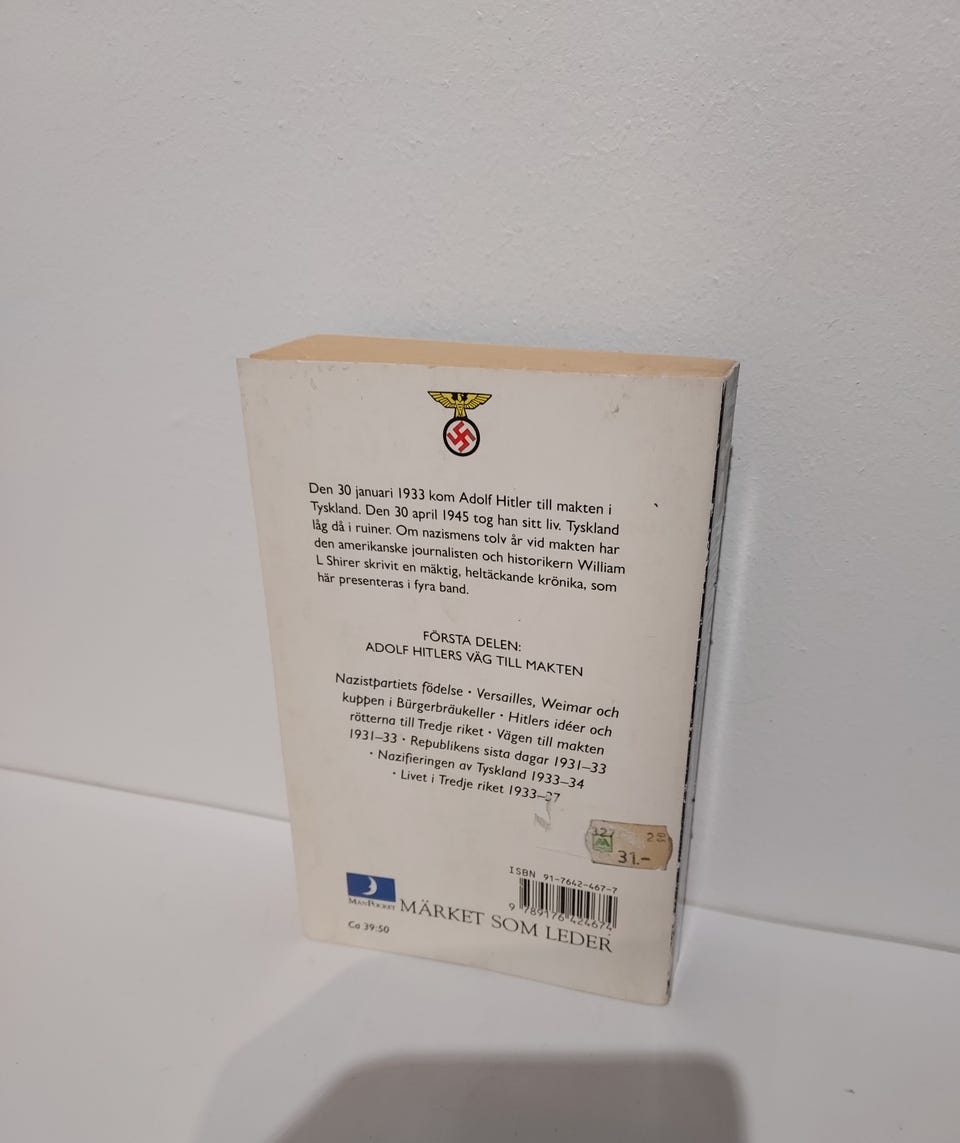 Den 30 januari 1933 kom Adolf Hitler till makten i
Tyskland. Den 30 april 1945 tog han sitt liv. Tyskland
låg då i ruiner. Om nazismens tolv år vid makten har
den amerikanske journalisten och historikern William
L Shirer skrivit en mäktig, heltäckande krönika, som
här presenteras i fyra band.
FÖRSTA DELEN:
ADOLF HITLERS VÄG TILL MAKTEN
Nazistpartiets födelse · Versailles, Weimar och
kuppen i Bürgerbräukeller · Hitlers idéer och
rötterna till Tredje riket · Vägen till makten
1931–33 · Republikens sista dagar 1931–33
· Nazifieringen av Tyskland 1933–34
· Livet i Tredje riket 1933–37
31.-
ISBN 91-7642-467-7
9 789176 424674
MÅNPOCKET
MÄRKET SOM LEDER
Ca 39:50